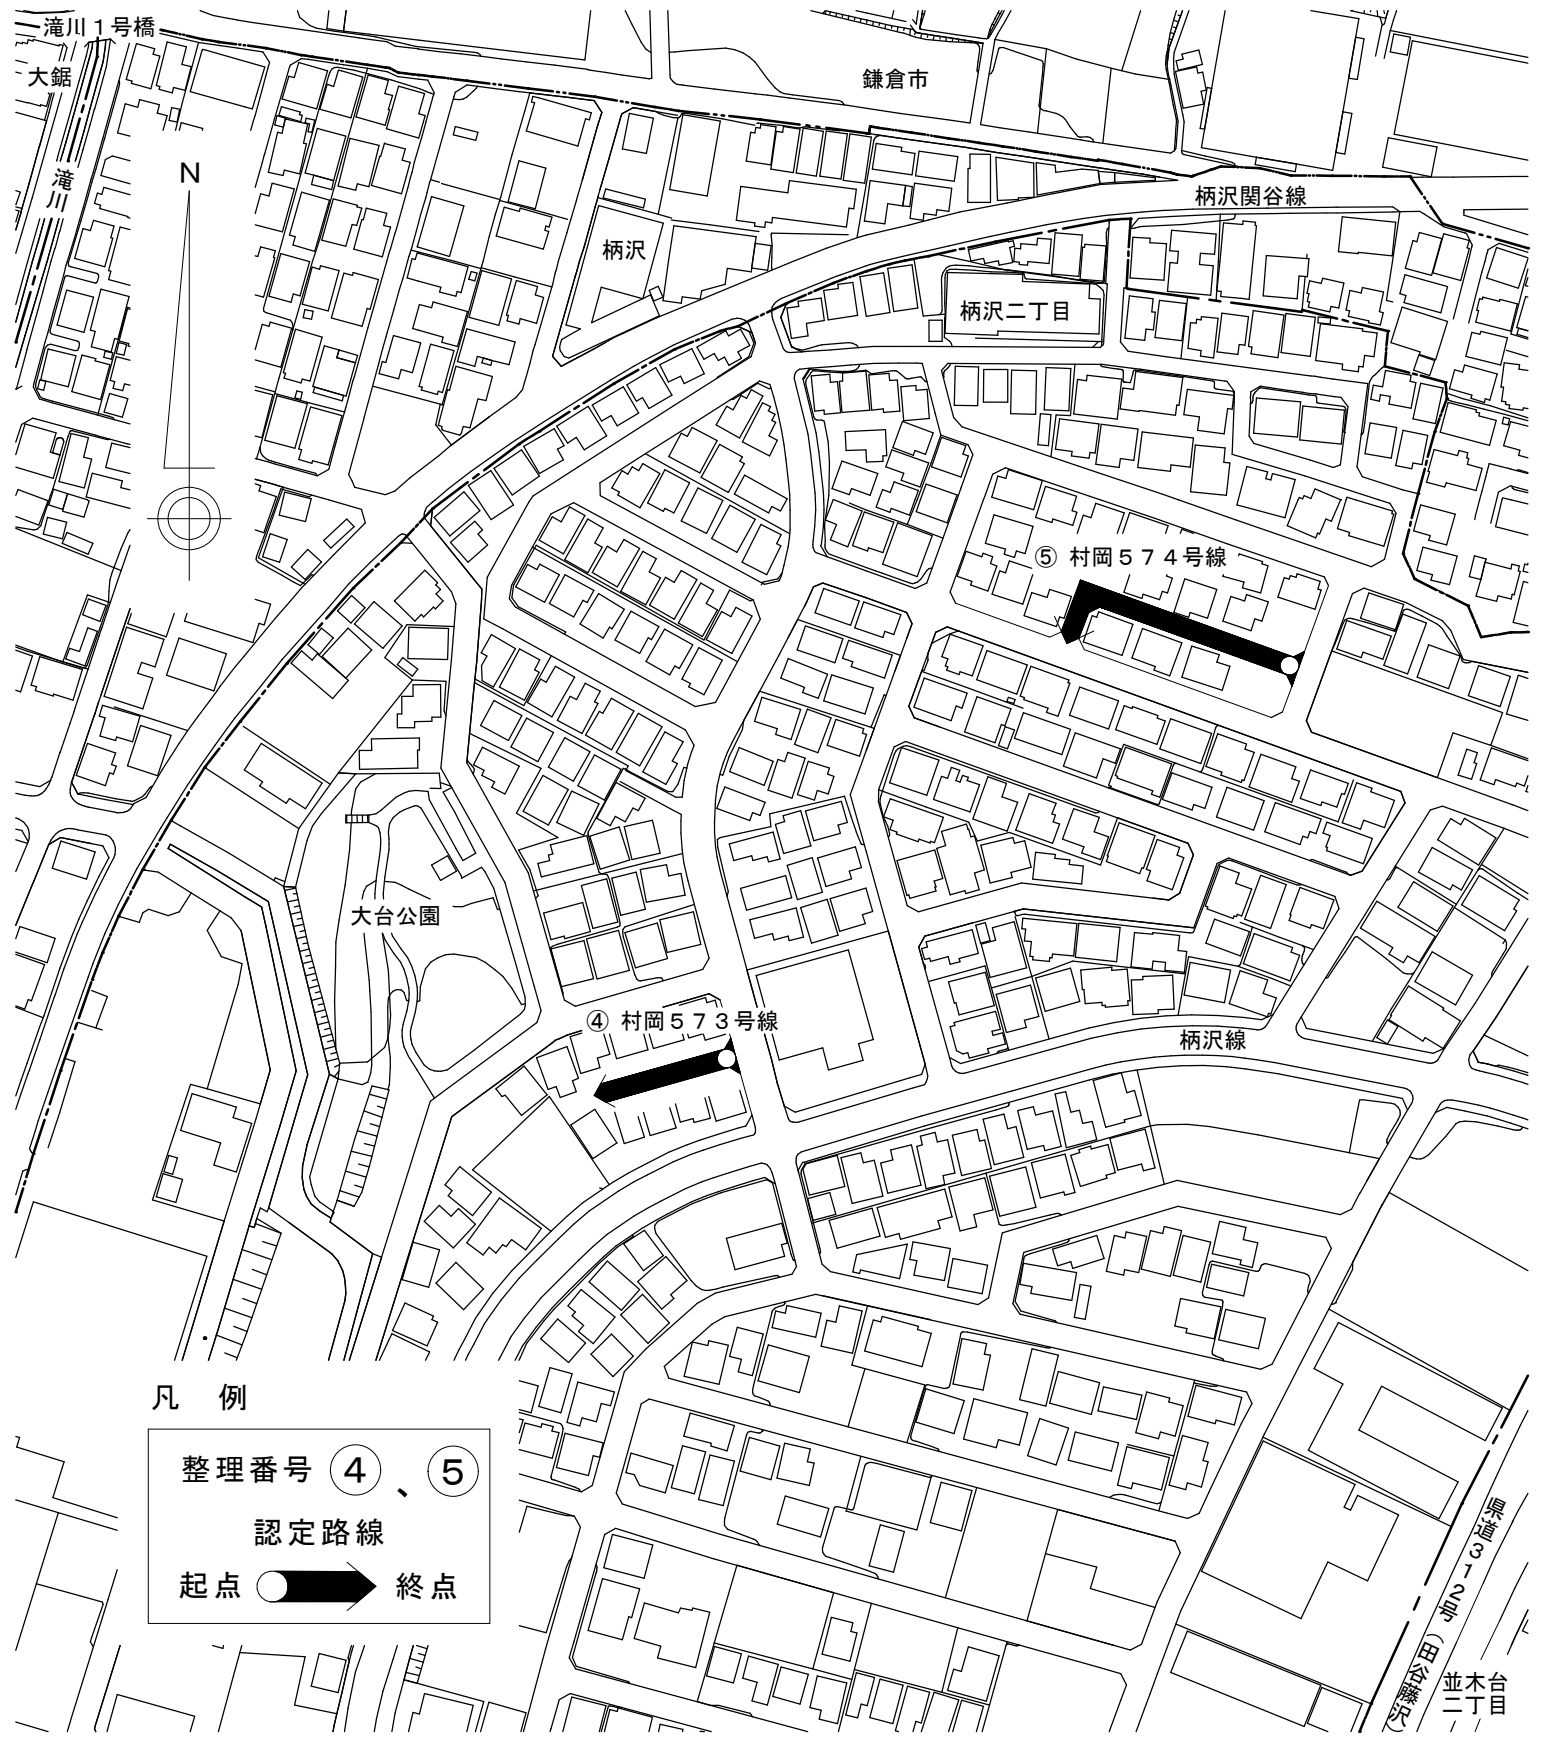 滝川１号橋
大鋸
鎌倉市
滝川
N
柄沢関谷線
柄沢
柄沢二丁目
⑤ 村岡５７４号線
大台公園
④ 村岡５７３号線
柄沢線
凡 例
整理番号 ④、⑤
認定路線
起点 終点
県道３１２号（田谷藤沢）
並木台
二丁目